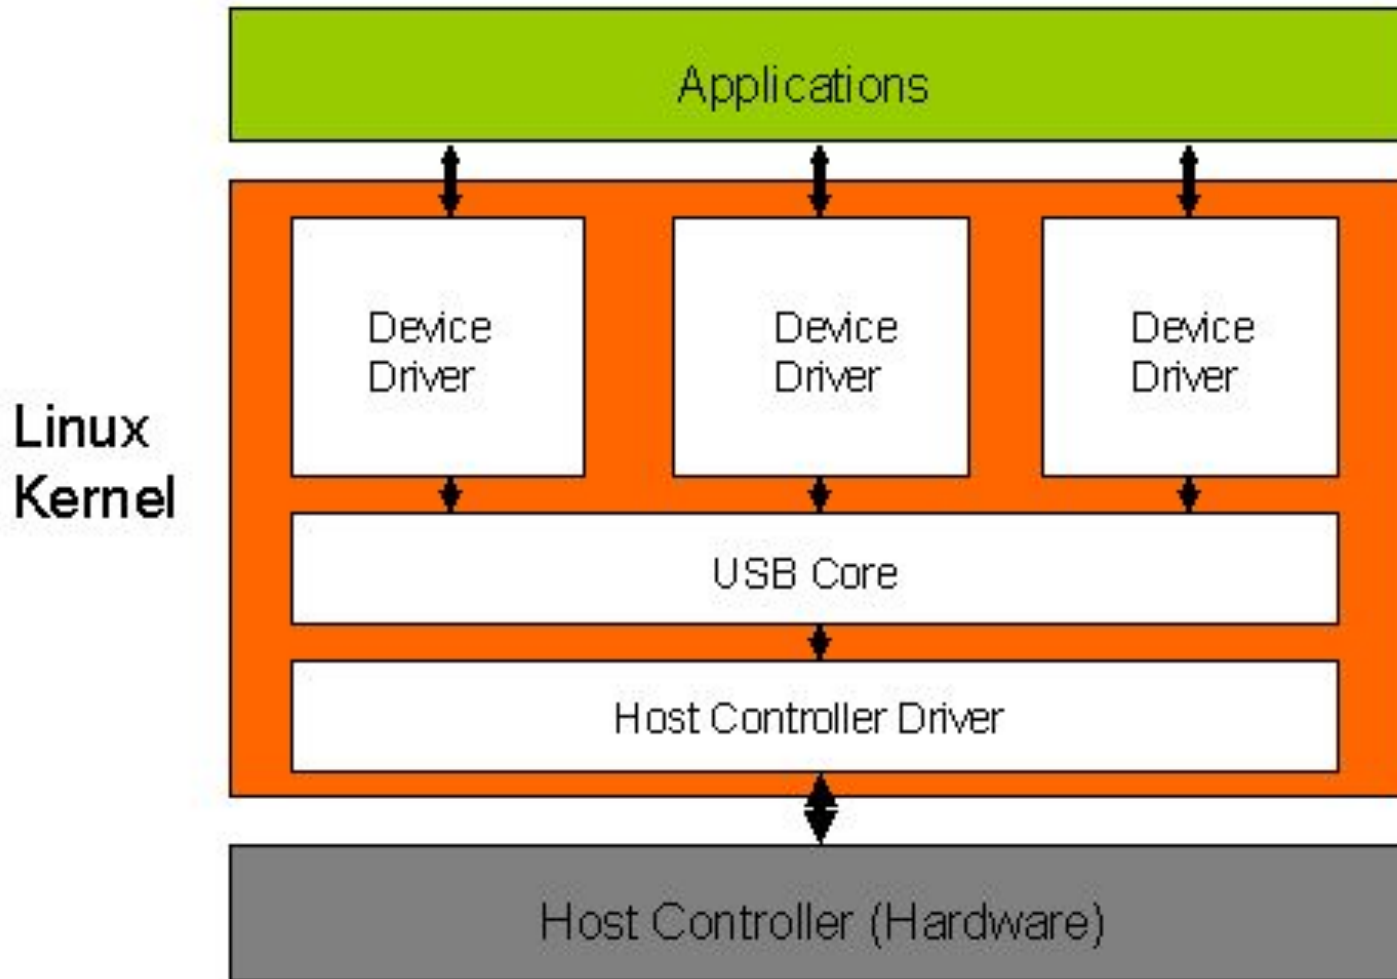 Applications
Device
Driver
Device
Driver
Device
Driver
Linux
Kernel
USB Core
Host Controller Driver
Host Controller (Hardware)